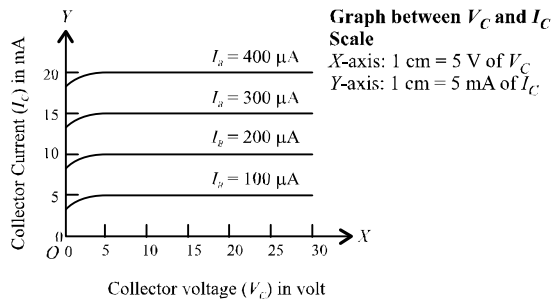 Y
Graph between V_C and I_C
Scale
X-axis: 1 cm = 5 V of V_C
Y-axis: 1 cm = 5 mA of I_C
Collector Current (I_C) in mA
I_B = 400 μA
20
I_B = 300 μA
15
I_B = 200 μA
10
I_B = 100 μA
5
0
O 0 5 10 15 20 25 30 X
Collector voltage (V_C) in volt